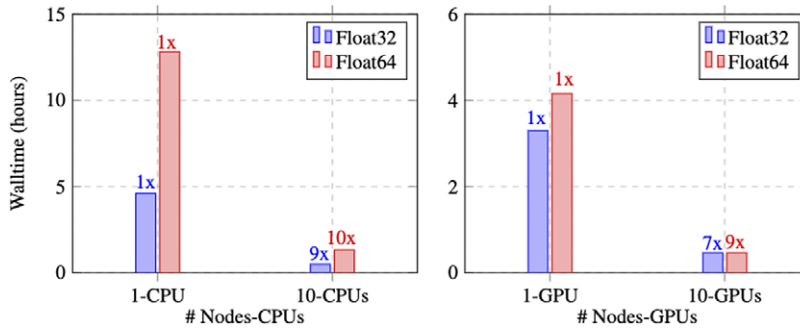 Walltime (hours)
15
10
5
0
Float32
Float64
1x
1x
9x
10x
1-CPU
10-CPUs
# Nodes-CPUs
6
4
2
0
Float32
Float64
1x
1x
7x
9x
1-GPU
10-GPUs
# Nodes-GPUs